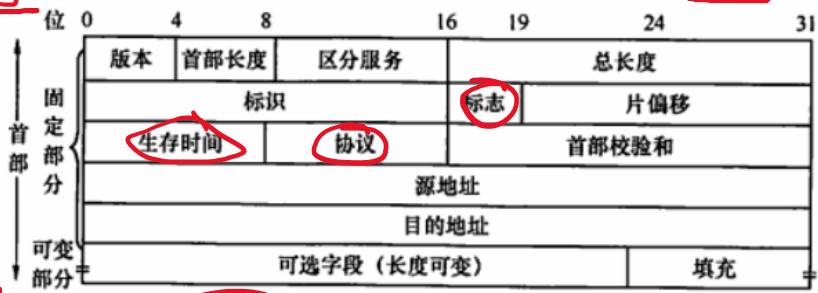 位 0 4 8 16 19 24 31
版本 首部长度 区分服务 总长度
标识 标志 片偏移
生存时间 协议 首部校验和
源地址
目的地址
可选字段（长度可变） 填充
首部
固定部分
可变部分